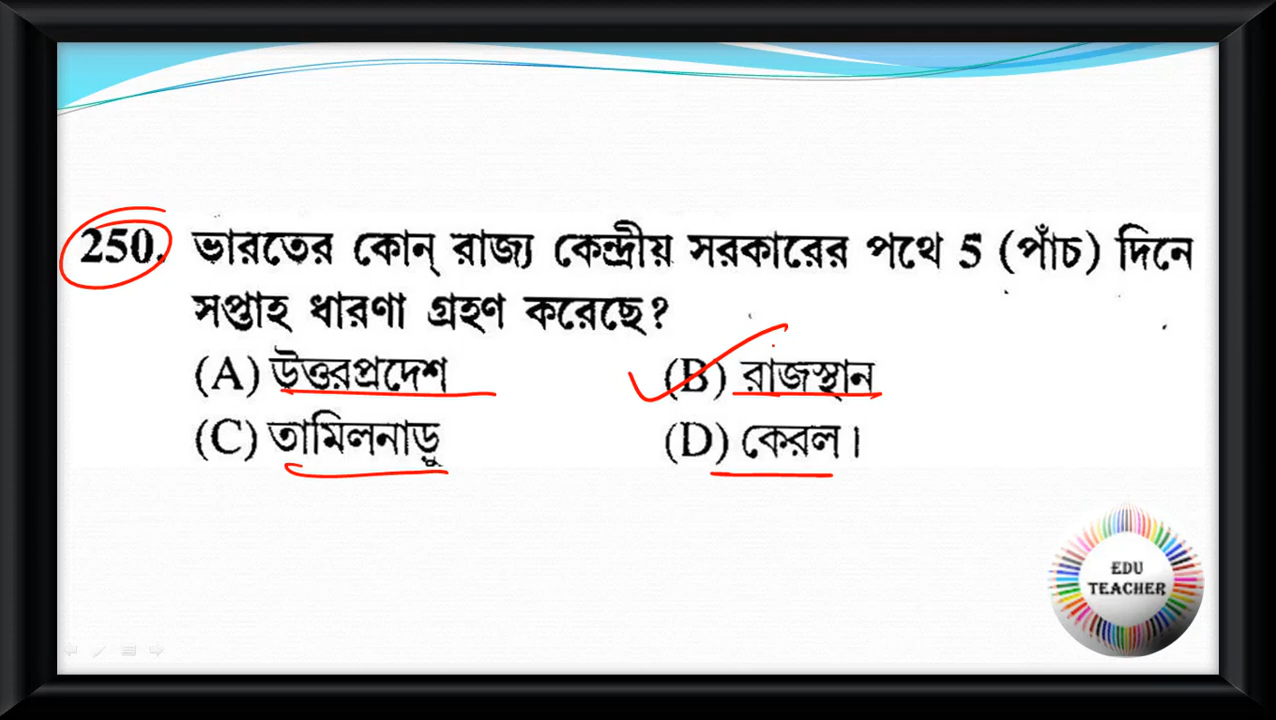 250. ভারতের কোন্ রাজ্য কেন্দ্রীয় সরকারের পথে 5 (পাঁচ) দিনে
সপ্তাহ ধারণা গ্রহণ করেছে?
(A) উত্তরপ্রদেশ (B) রাজস্থান
(C) তামিলনাড়ু (D) কেরল।
EDU
TEACHER